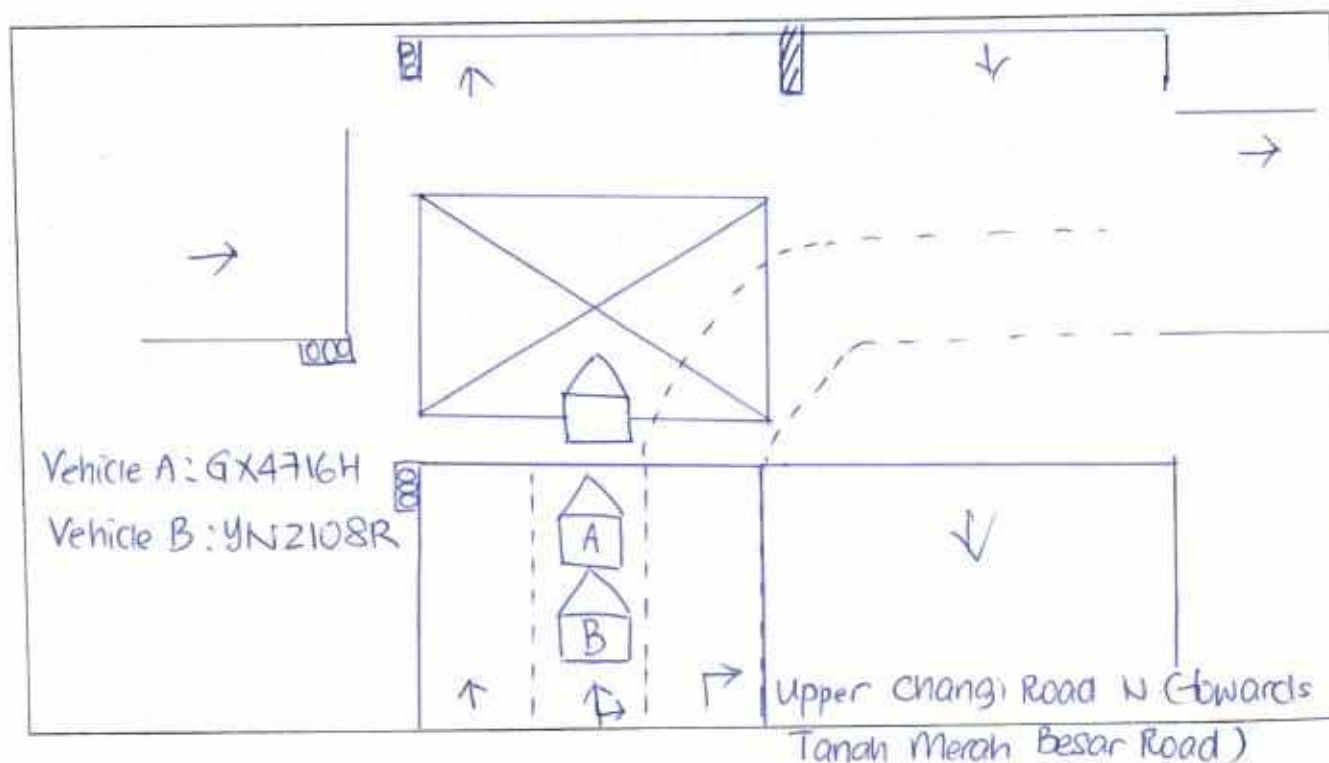 Vehicle A: GX4716H
Vehicle B: YN2108R
A
B
Upper Changi Road N (towards
Tanah Merah Besar Road)